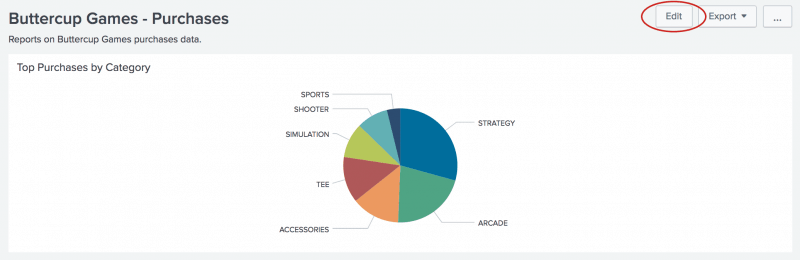 Buttercup Games - Purchases
Edit
Export
...
Reports on Buttercup Games purchases data.
Top Purchases by Category
SPORTS
SHOOTER
STRATEGY
SIMULATION
TEE
ARCADE
ACCESSORIES